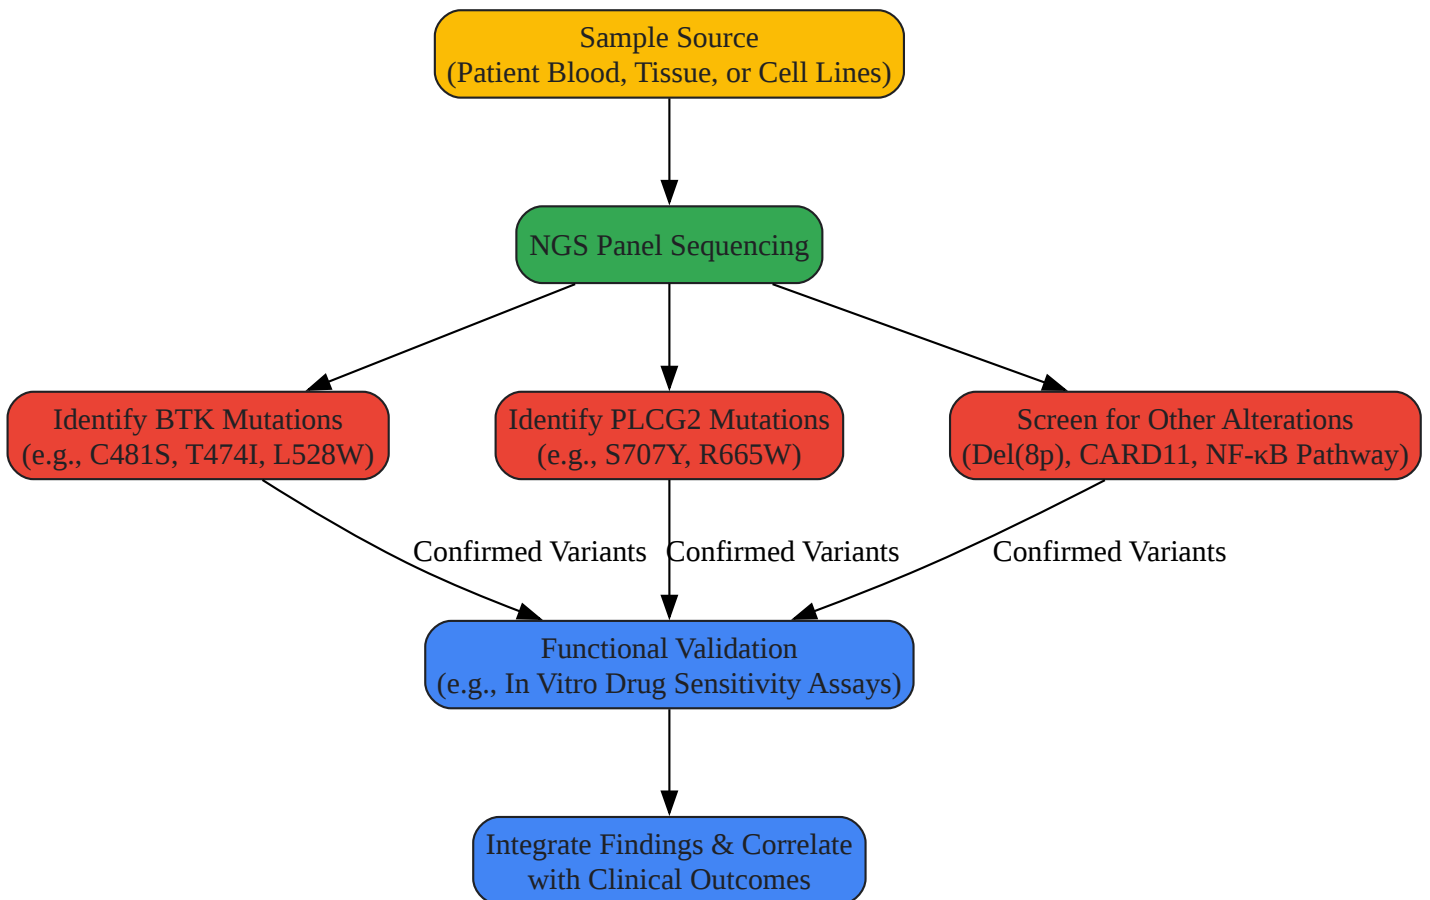 Sample Source
(Patient Blood, Tissue, or Cell Lines)
NGS Panel Sequencing
Identify BTK Mutations
(e.g., C481S, T474I, L528W)
Identify PLCG2 Mutations
(e.g., S707Y, R665W)
Screen for Other Alterations
(Del(8p), CARD11, NF-κB Pathway)
Confirmed Variants
Confirmed Variants
Confirmed Variants
Functional Validation
(e.g., In Vitro Drug Sensitivity Assays)
Integrate Findings & Correlate
with Clinical Outcomes